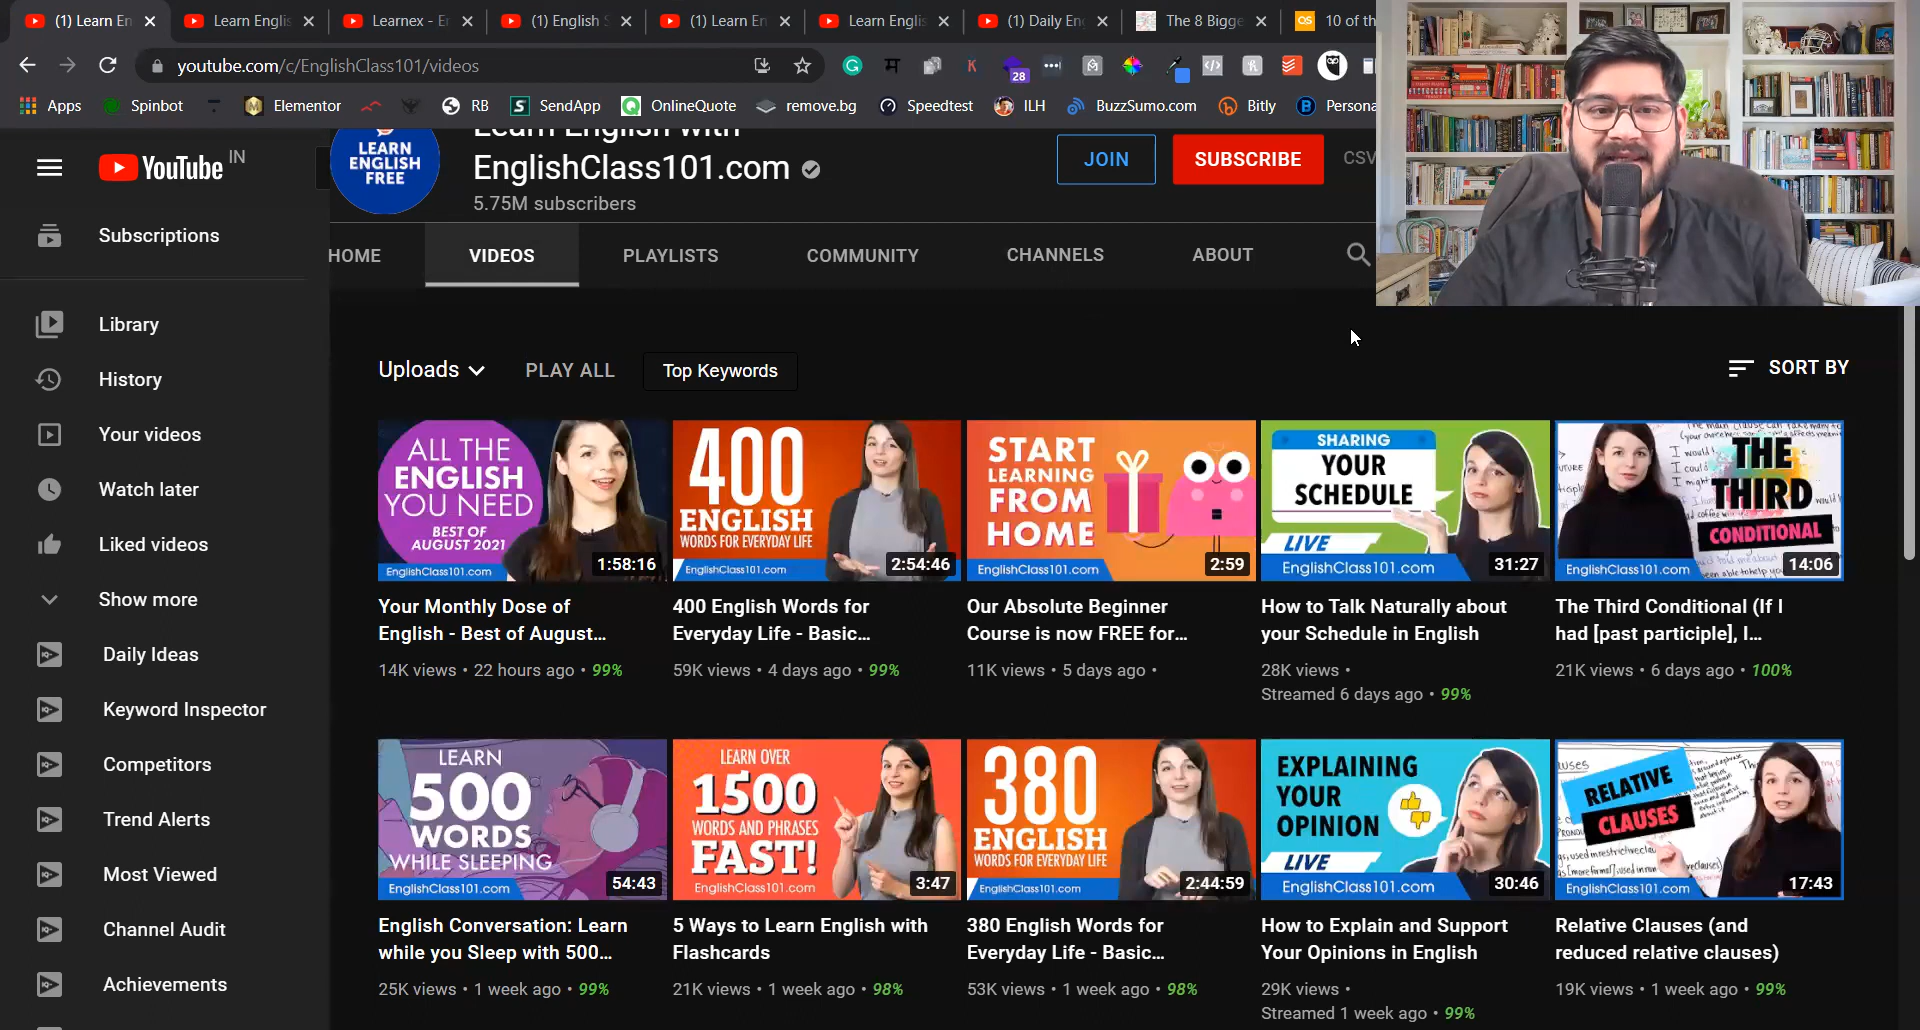 (1) Learn En
Learn Englis
Learnex - E
(1) English S
(1) Learn En
Learn Englis
(1) Daily En
The 8 Bigge
10 of th
youtube.com/c/EnglishClass101/videos
28
Apps
Spinbot
Elementor
RB
SendApp
OnlineQuote
remove.bg
Speedtest
ILH
BuzzSumo.com
Bitly
Persona
YouTube IN
LEARN
ENGLISH
FREE
Learn English with
EnglishClass101.com
5.75M subscribers
JOIN
SUBSCRIBE
CSV
HOME
VIDEOS
PLAYLISTS
COMMUNITY
CHANNELS
ABOUT
Subscriptions
Library
History
Your videos
Watch later
Liked videos
Show more
Daily Ideas
Keyword Inspector
Competitors
Trend Alerts
Most Viewed
Channel Audit
Achievements
Uploads
PLAY ALL
Top Keywords
SORT BY
ALL THE
ENGLISH
YOU NEED
BEST OF
AUGUST 2021
EnglishClass101.com
1:58:16
Your Monthly Dose of
English - Best of August...
14K views • 22 hours ago • 99%
400
ENGLISH
WORDS FOR EVERYDAY LIFE
EnglishClass101.com
2:54:46
400 English Words for
Everyday Life - Basic...
59K views • 4 days ago • 99%
START
LEARNING
FROM
HOME
EnglishClass101.com
2:59
Our Absolute Beginner
Course is now FREE for...
11K views • 5 days ago •
SHARING
YOUR
SCHEDULE
LIVE
EnglishClass101.com
31:27
How to Talk Naturally about
your Schedule in English
28K views •
Streamed 6 days ago • 99%
THE
THIRD
CONDITIONAL
EnglishClass101.com
14:06
The Third Conditional (If I
had [past participle], I...
21K views • 6 days ago • 100%
LEARN
500
WORDS
WHILE SLEEPING
EnglishClass101.com
54:43
English Conversation: Learn
while you Sleep with 500...
25K views • 1 week ago • 99%
LEARN OVER
1500
WORDS AND PHRASES
FAST!
EnglishClass101.com
3:47
5 Ways to Learn English with
Flashcards
21K views • 1 week ago • 98%
380
ENGLISH
WORDS FOR EVERYDAY LIFE
EnglishClass101.com
2:44:59
380 English Words for
Everyday Life - Basic...
53K views • 1 week ago • 98%
EXPLAINING
YOUR
OPINION
LIVE
EnglishClass101.com
30:46
How to Explain and Support
Your Opinions in English
29K views •
Streamed 1 week ago • 99%
RELATIVE
CLAUSES
EnglishClass101.com
17:43
Relative Clauses (and
reduced relative clauses)
19K views • 1 week ago • 99%